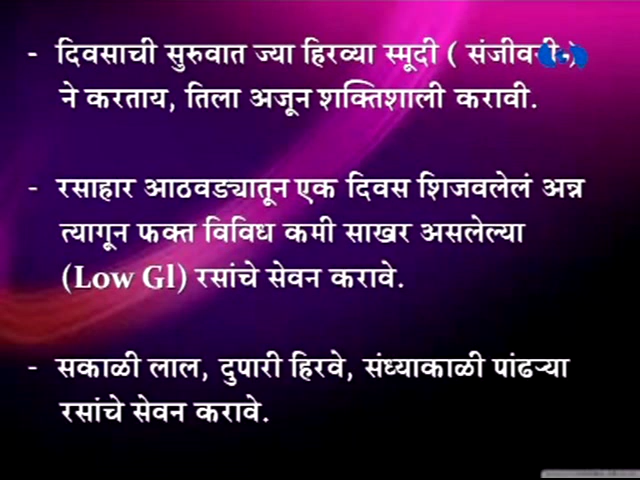 - दिवसाची सुरुवात ज्या हिरव्या स्मूदी ( संजीवनी )
ने करताय, तिला अजून शक्तिशाली करावी.
- रसाहार आठवड्यातून एक दिवस शिजवलेलं अन्न
त्यागून फक्त विविध कमी साखर असलेल्या
(Low Gl) रसांचे सेवन करावे.
- सकाळी लाल, दुपारी हिरवे, संध्याकाळी पांढऱ्या
रसांचे सेवन करावे.